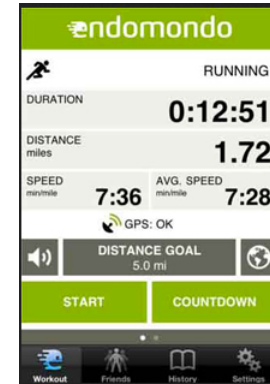 endomondo
RUNNING
DURATION
0:12:51
DISTANCE
miles
1.72
SPEED
min/mile
7:36
AVG. SPEED
min/mile
7:28
GPS: OK
DISTANCE GOAL
5.0 mi
START
COUNTDOWN
Workout
Friends
History
Settings